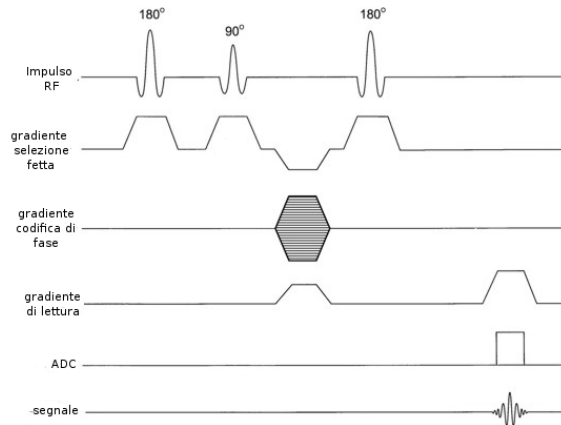 180°
90°
180°
Impulso
RF
gradiente
selezione
fetta
gradiente
codifica di
fase
gradiente
di lettura
ADC
segnale